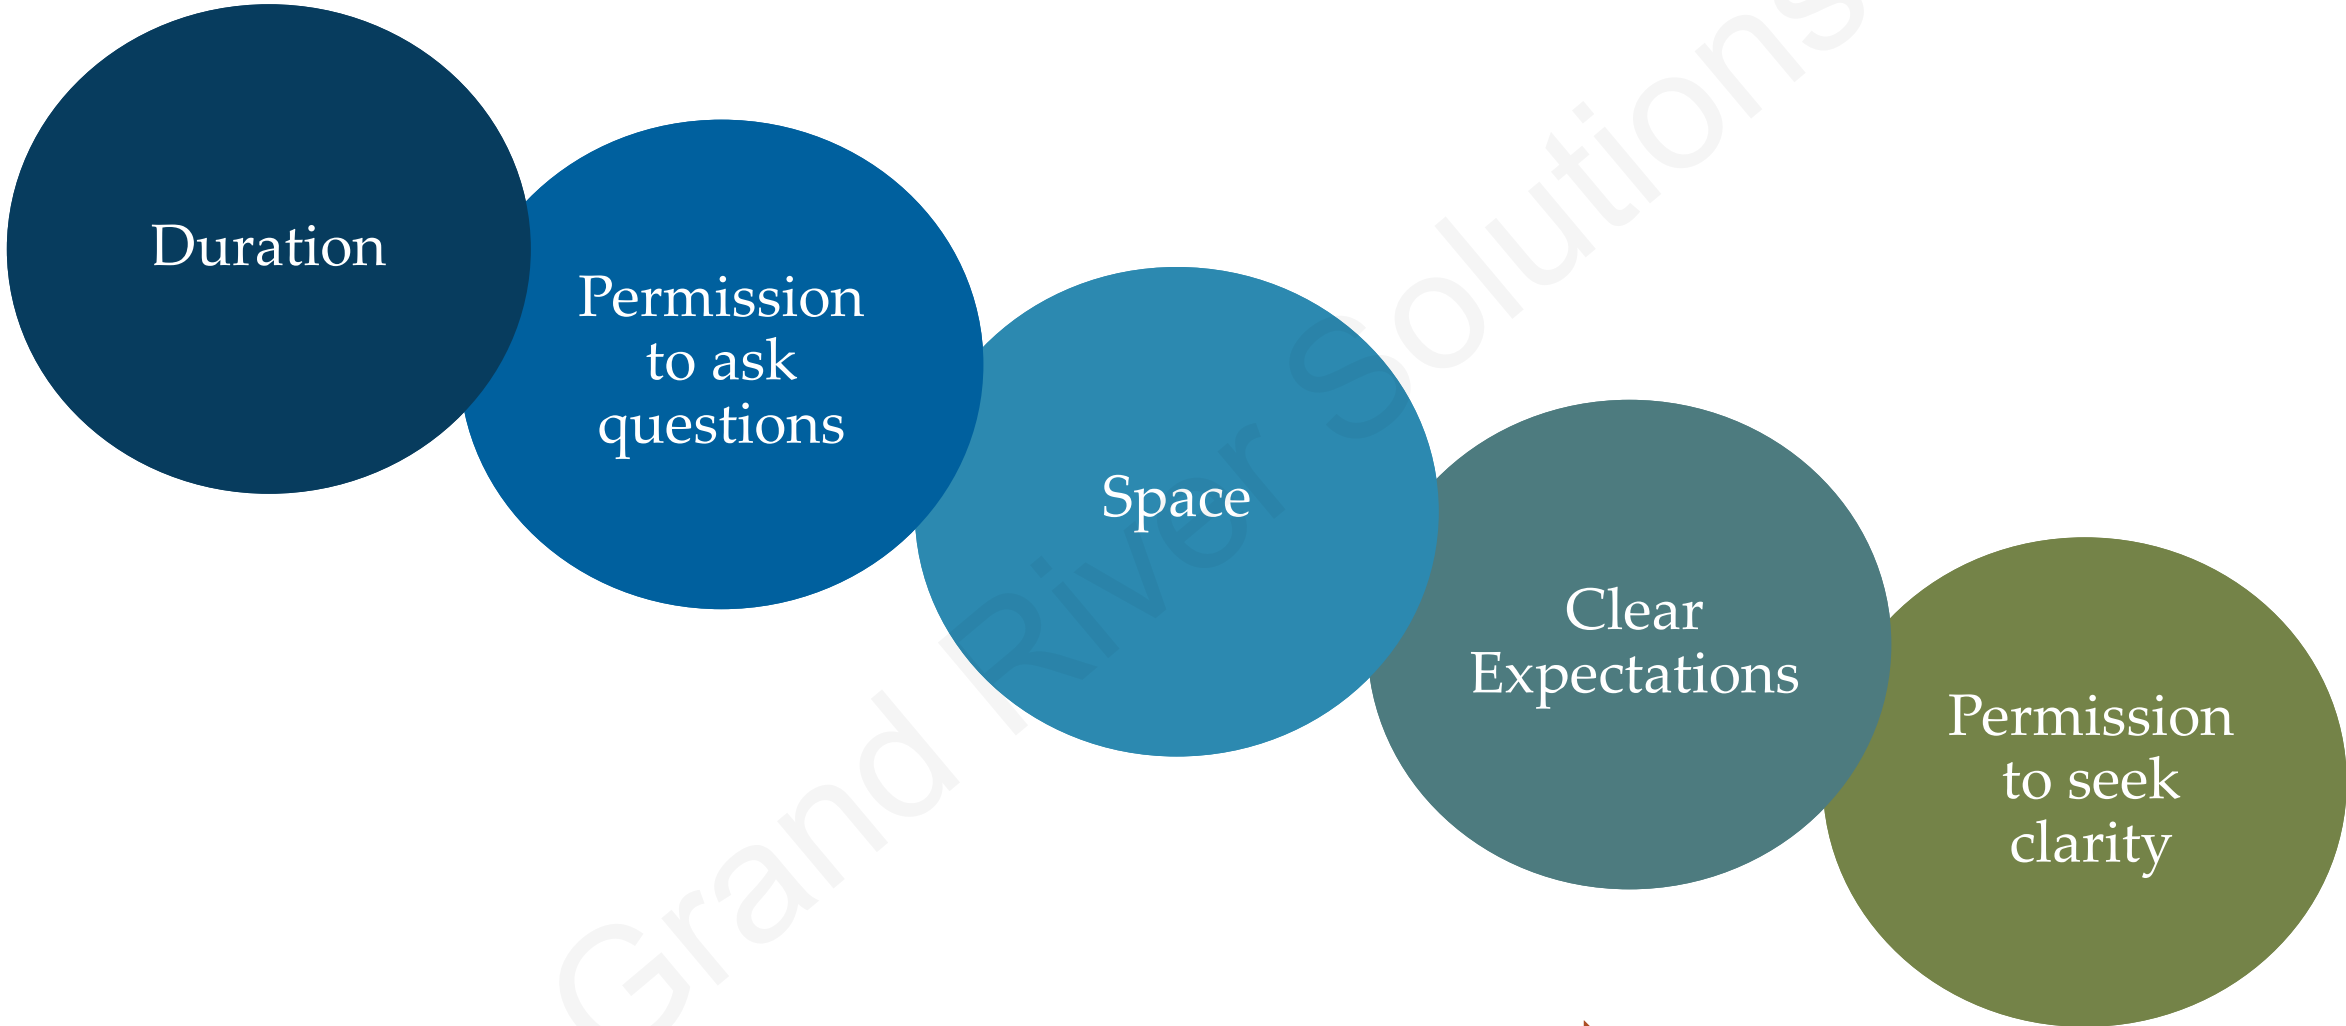 Duration
Permission
to ask
questions
Space
Clear
Expectations
Permission
to seek
clarity
Grand River Solutions